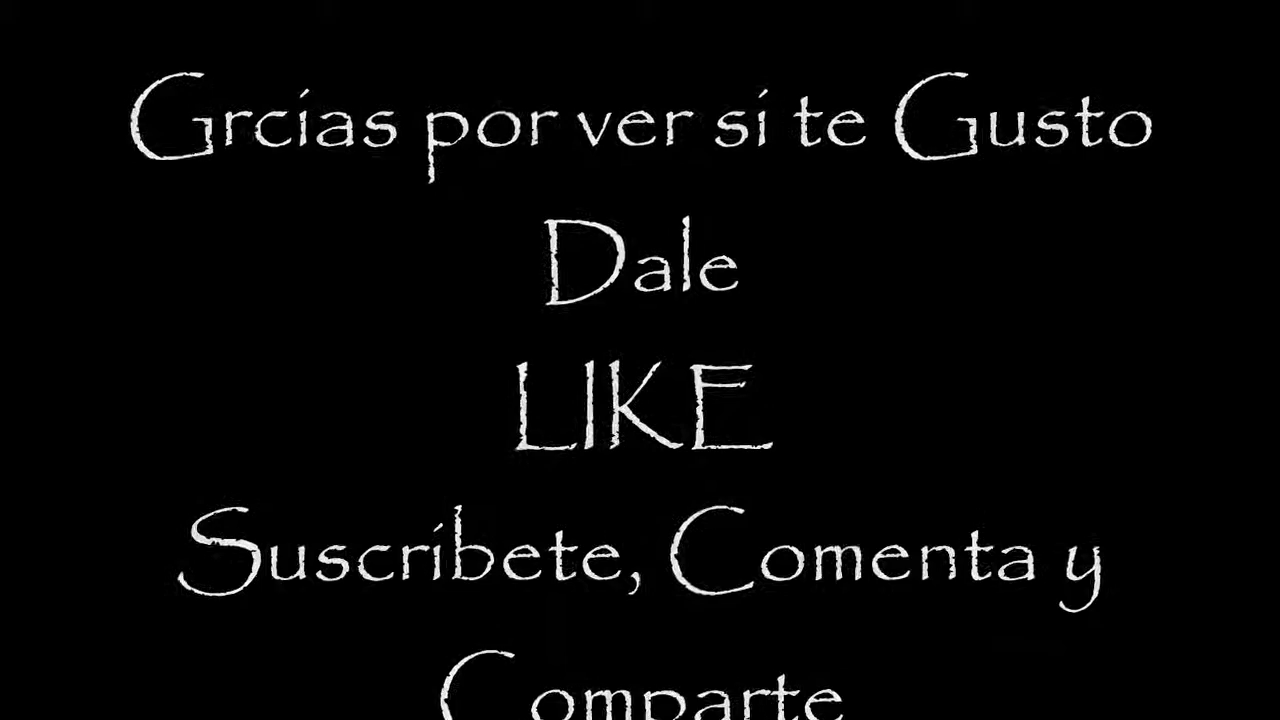 Grcias por ver si te Gusto
Dale
LIKE
Suscribete, Comenta y
Comparte